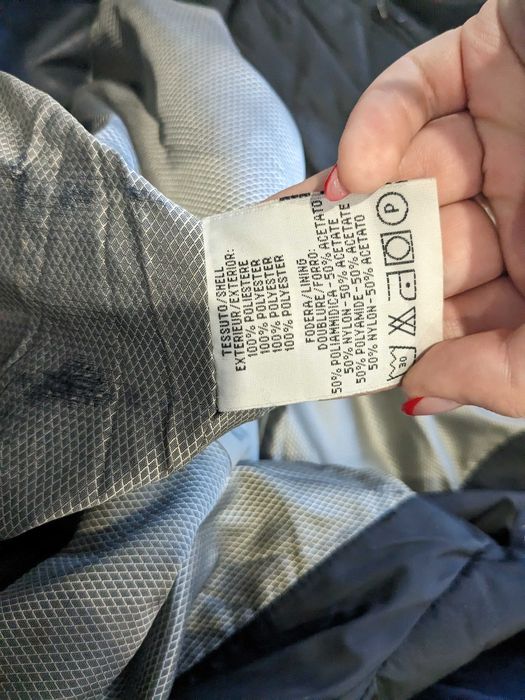 TESSUTO/SHELL
EXTERIEUR/EXTERIOR:
100% POLIESTERE
100% POLYESTER
100% POLYESTER
100% POLYESTER
FODERA/LINING
DOUBLURE/FORRO:
50% POLIAMMIDICA-50% ACETATO
50% NYLON-50% ACETATE
50% POLYAMIDE-50% ACETATE
50% NYLON-50% ACETATO
P
30